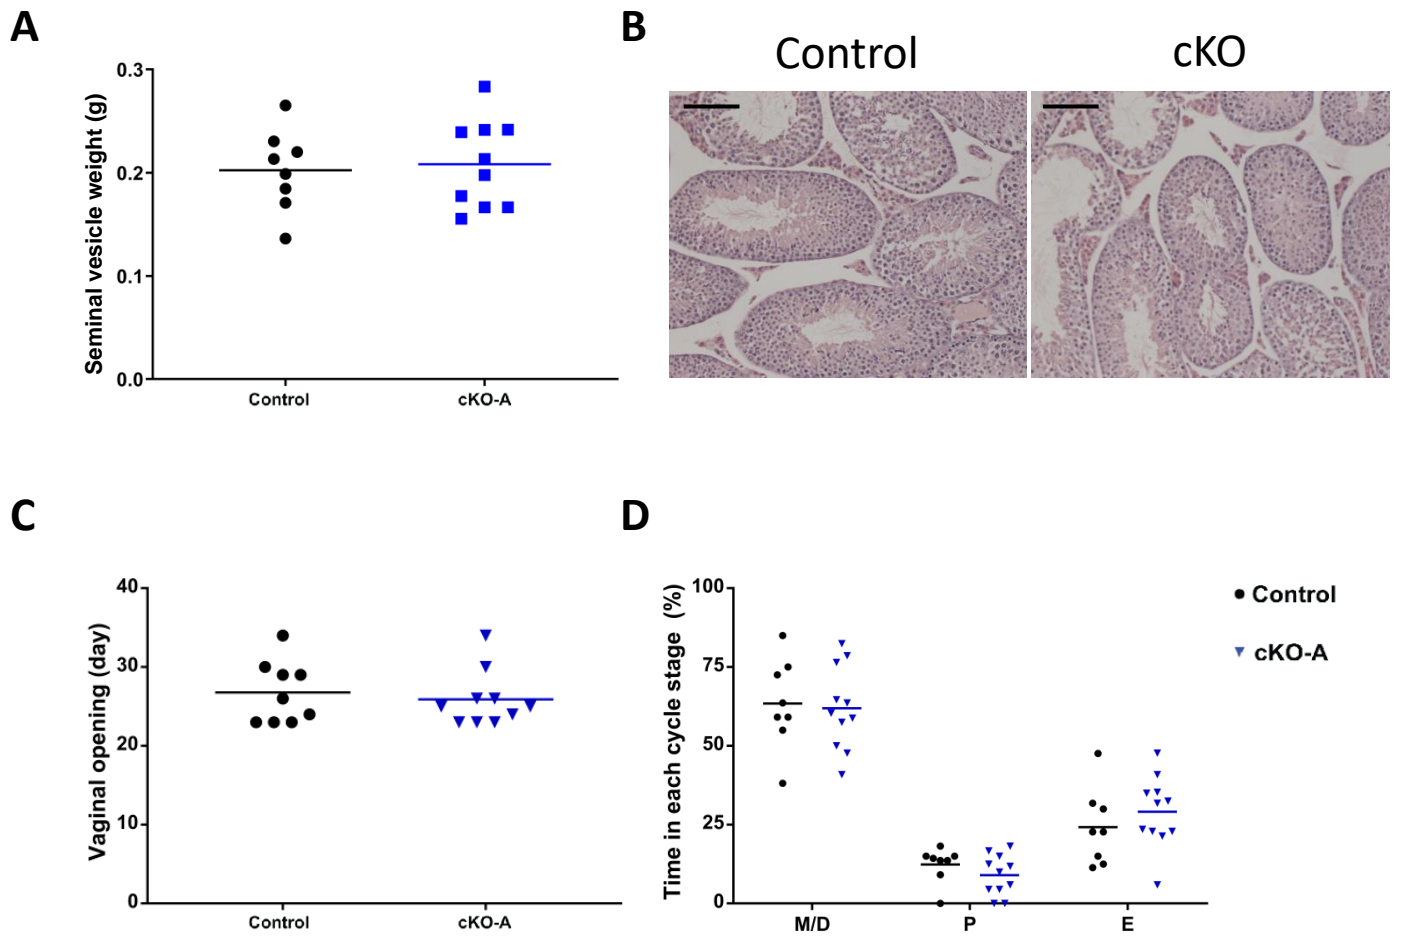 A
Seminal vesicle weight (g)
0.3
0.2
0.1
0.0
Control
cKO-A
B
Control
cKO
C
Vaginal opening (day)
40
30
20
10
0
Control
cKO-A
D
Time in each cycle stage (%)
100
75
50
25
0
M/D
P
E
Control
cKO-A